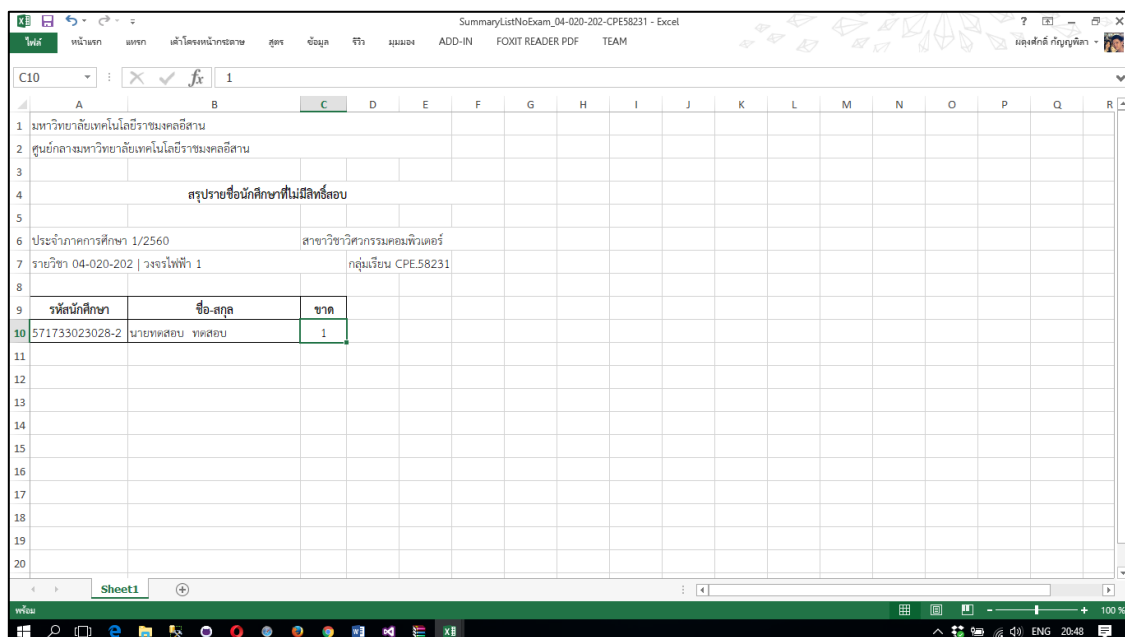 SummaryListNoExam_04-020-202-CPE58231 - Excel
ไฟล์ หน้าแรก แทรก เค้าโครงหน้ากระดาษ สูตร ข้อมูล รีวิว มุมมอง ADD-IN FOXIT READER PDF TEAM
C10 fx 1
A B C D E F G H I J K L M N O P Q R
1 มหาวิทยาลัยเทคโนโลยีราชมงคลอีสาน
2 ศูนย์กลางมหาวิทยาลัยเทคโนโลยีราชมงคลอีสาน
3
4 สรุปรายชื่อนักศึกษาที่ไม่มีสิทธิ์สอบ
5
6 ประจำภาคการศึกษา 1/2560 สาขาวิชาวิศวกรรมคอมพิวเตอร์
7 รายวิชา 04-020-202 | วงจรไฟฟ้า 1 กลุ่มเรียน CPE.58231
8
9 รหัสนักศึกษา ชื่อ-สกุล ขาด
10 571733023028-2 นายทดสอบ ทดสอบ 1
11
12
13
14
15
16
17
18
19
20
Sheet1
พร้อม 100 %
ENG 20:48